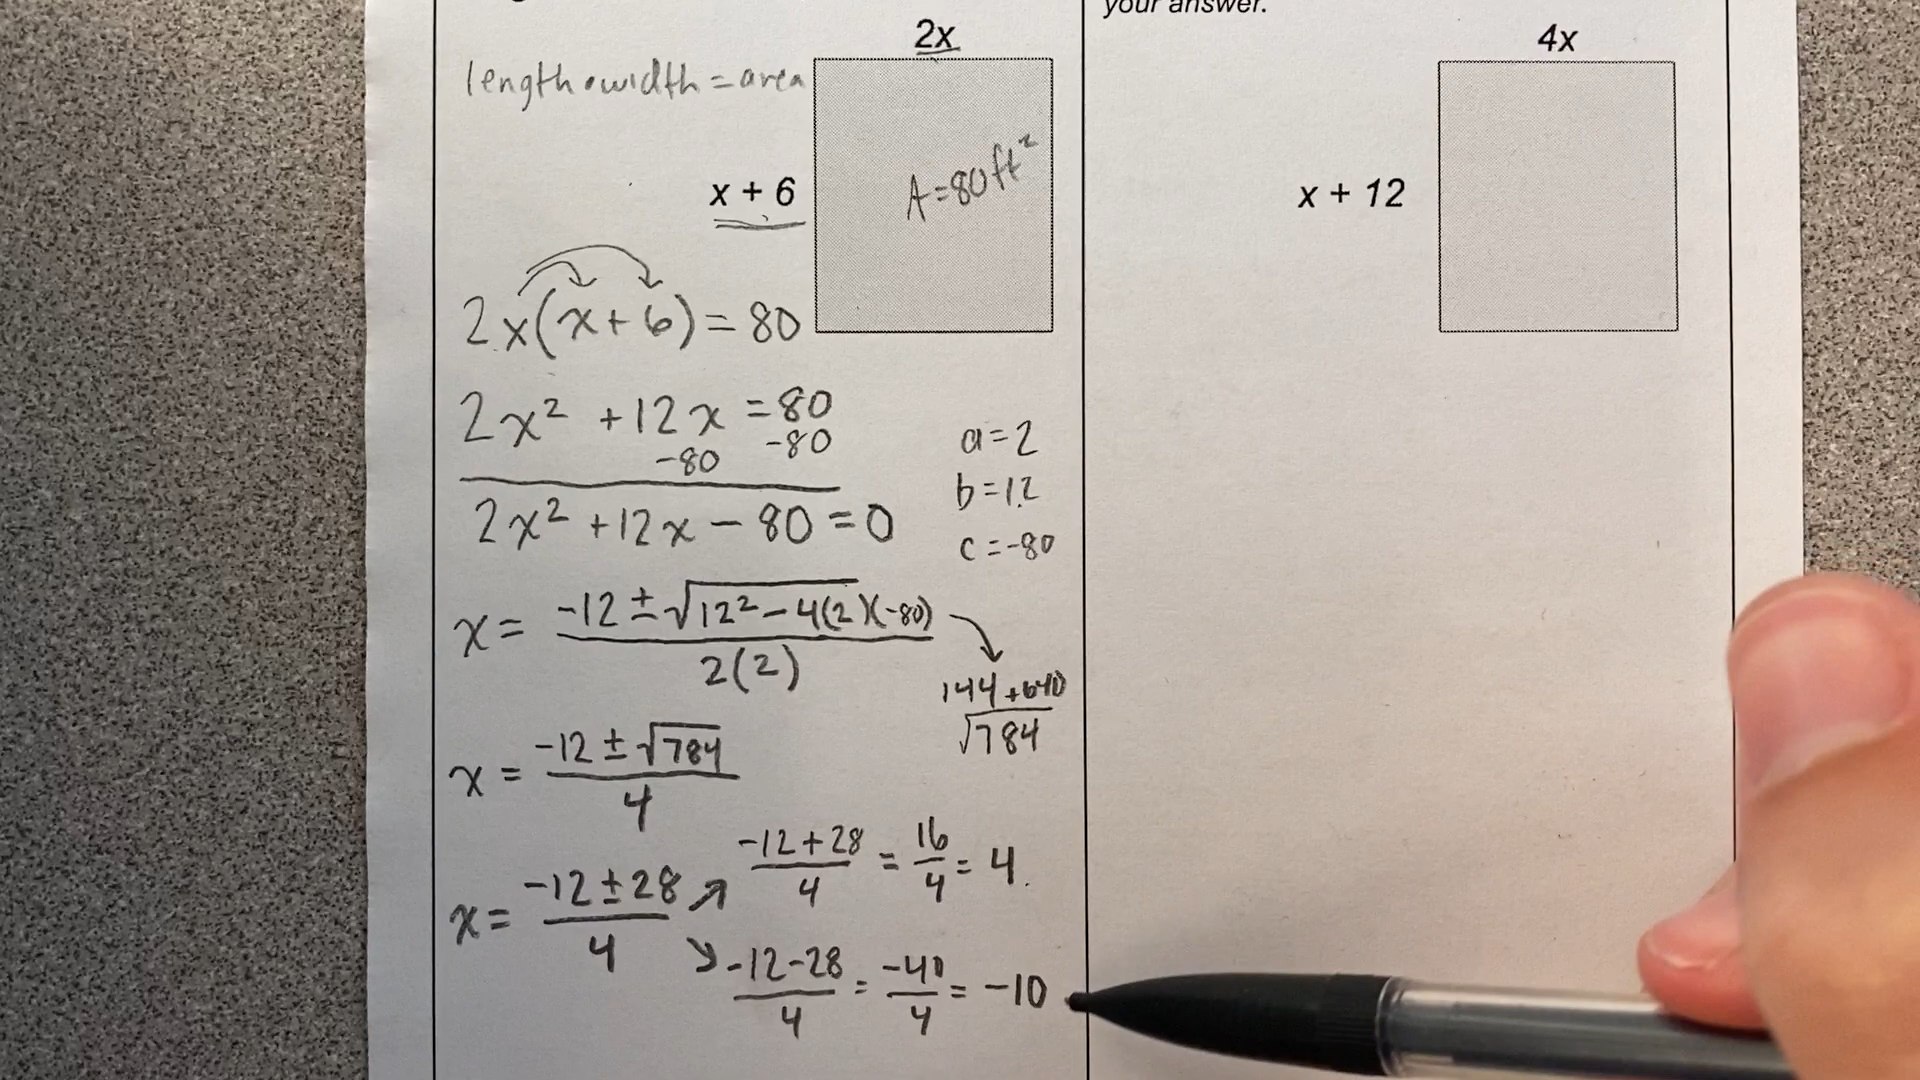 your answer.
2x
length • width = area
A=80ft²
x + 6
2x(x+6)=80
2x² +12x =80
-80 -80
2x² +12x - 80 = 0
a=2
b=12
c=-80
x = -12 ± √12² - 4(2)(-80)
2(2)
144 +640
√784
x = -12 ± √784
4
x = -12 ± 28
4
-12+28 = 16 = 4
4 4
-12-28 = -40 = -10
4 4
4x
x + 12